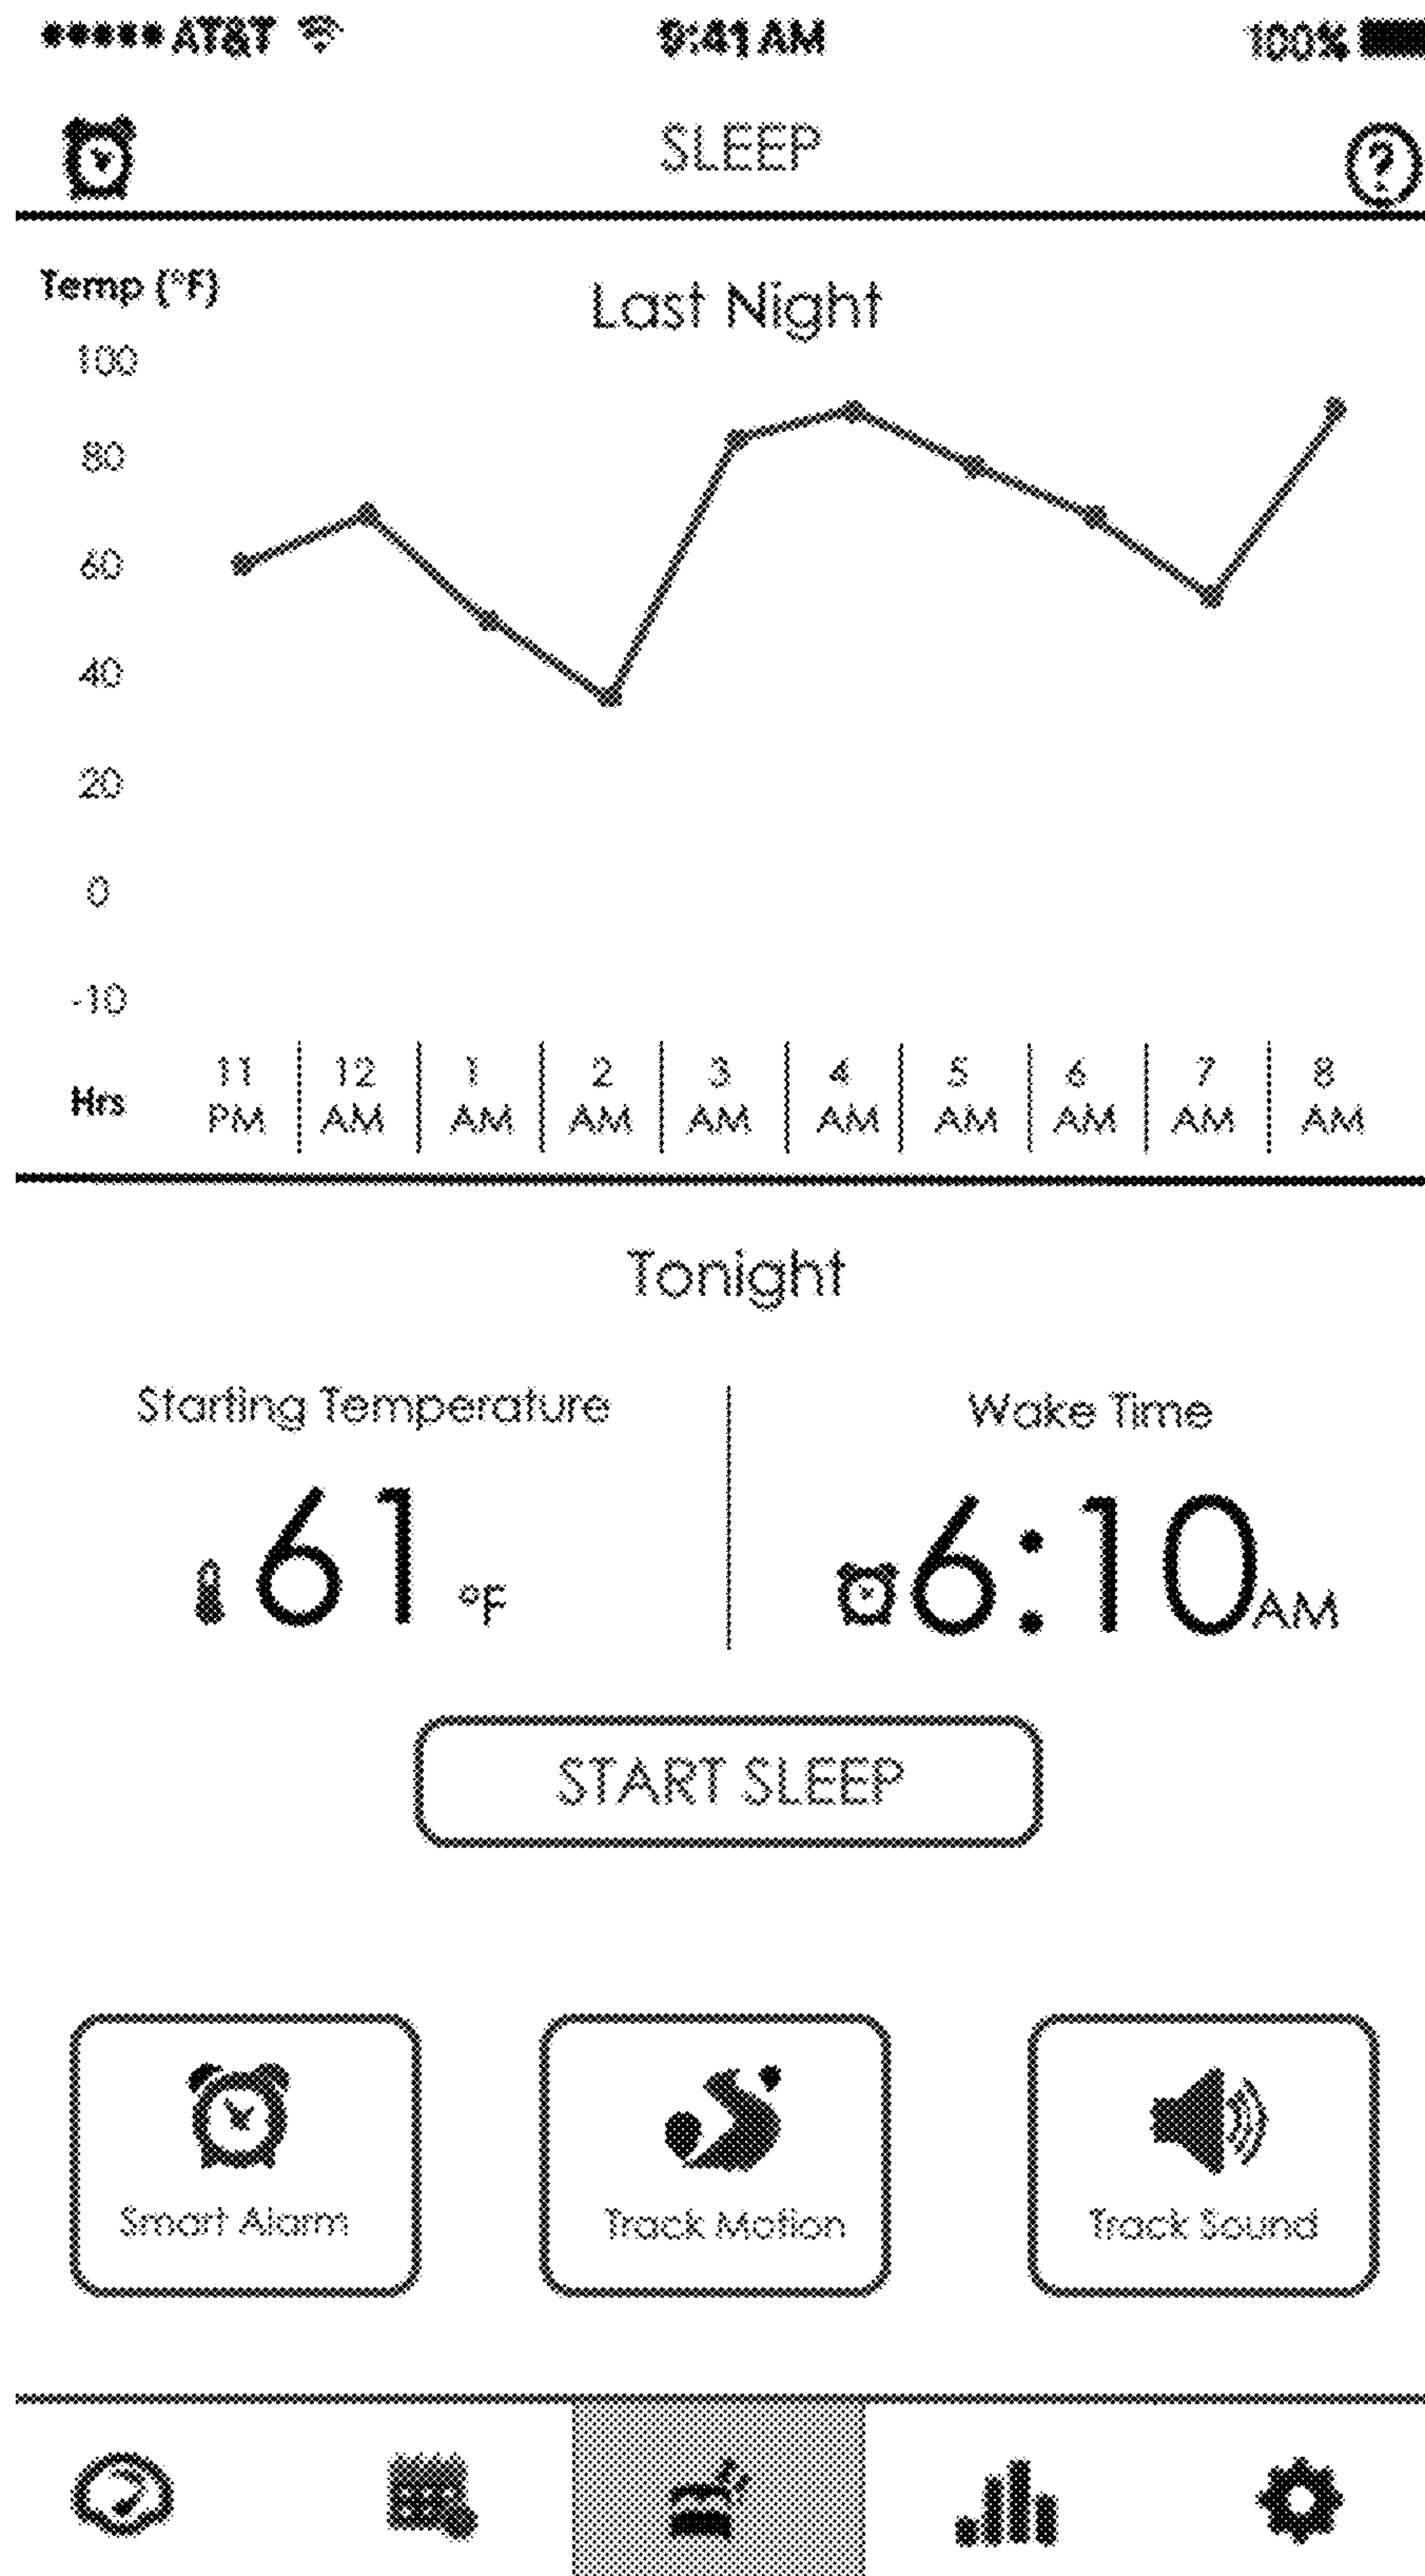 AT&T 9:41 AM 100%
SLEEP
?
Temp (°F)
Last Night
100
80
60
40
20
0
-10
Hrs
11 PM
12 AM
1 AM
2 AM
3 AM
4 AM
5 AM
6 AM
7 AM
8 AM
Tonight
Starting Temperature
Wake Time
61 °F
6:10 AM
START SLEEP
Smart Alarm
Track Motion
Track Sound